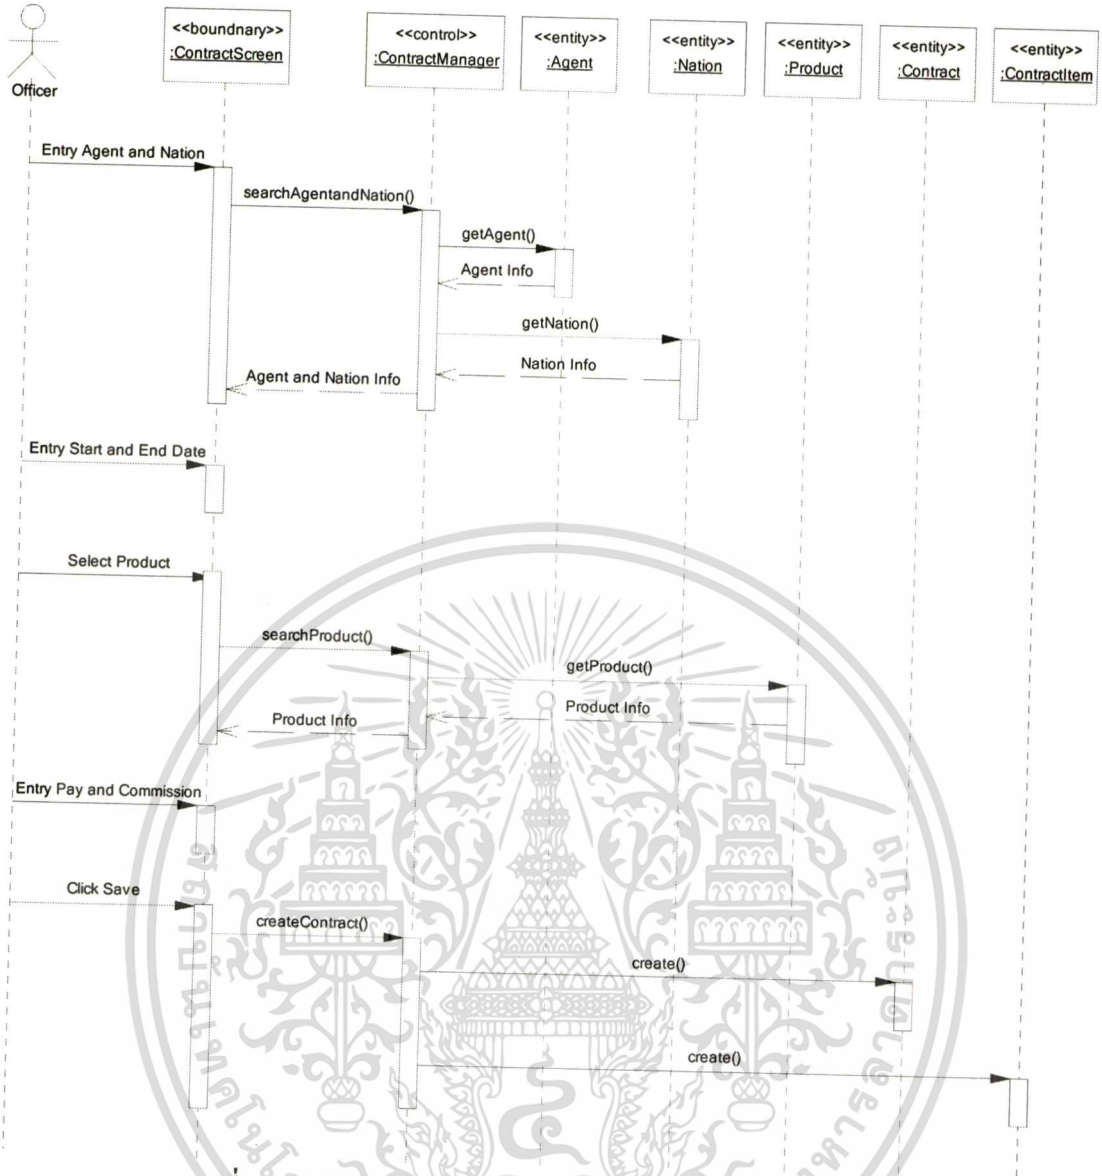 <<boundnary>>
:ContractScreen
<<control>>
:ContractManager
<<entity>>
:Agent
<<entity>>
:Nation
<<entity>>
:Product
<<entity>>
:Contract
<<entity>>
:ContractItem
Officer
Entry Agent and Nation
searchAgentandNation()
getAgent()
Agent Info
getNation()
Nation Info
Agent and Nation Info
Entry Start and End Date
Select Product
searchProduct()
getProduct()
Product Info
Product Info
Entry Pay and Commission
Click Save
createContract()
create()
create()